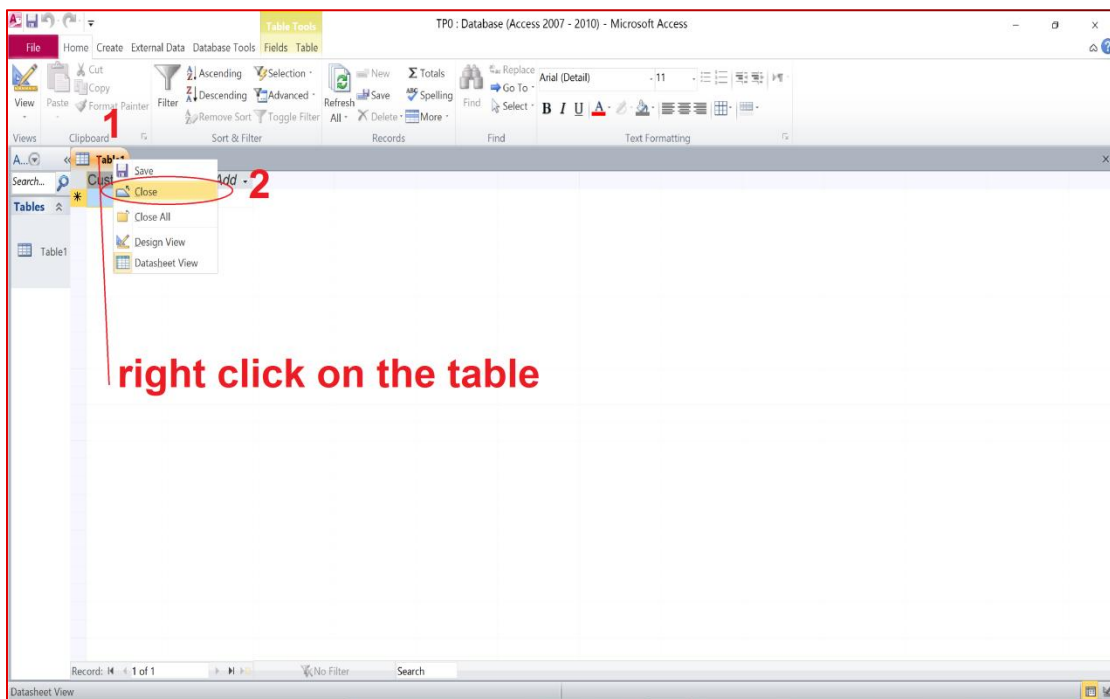 Table Tools
TP0 : Database (Access 2007 - 2010) - Microsoft Access
File Home Create External Data Database Tools Fields Table
View
Paste
Cut
Copy
Format Painter
Filter
Ascending
Descending
Remove Sort
Selection
Advanced
Toggle Filter
Refresh
All
New
Save
Delete
Totals
Spelling
More
Find
Replace
Go To
Select
Arial (Detail)
11
B I U A
Views
Clipboard
Sort & Filter
Records
Find
Text Formatting
1
A...
Table1
Search...
Add
Tables
Table1
Save
Close
2
Close All
Design View
Datasheet View
right click on the table
Record: 1 of 1
No Filter
Search
Datasheet View